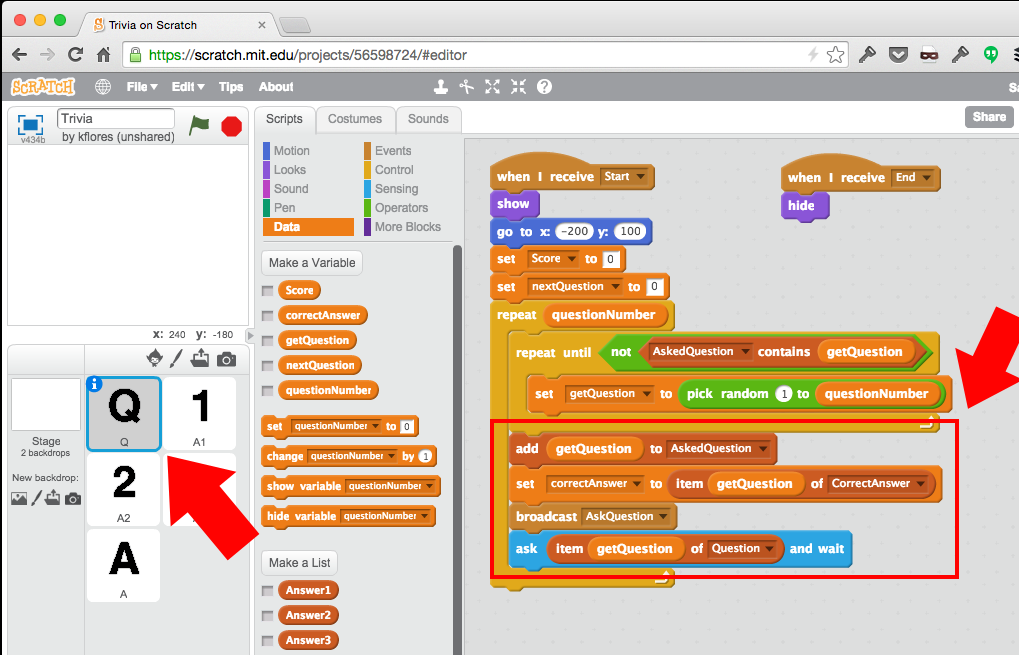 Trivia on Scratch
https://scratch.mit.edu/projects/56598724/#editor
SCRATCH File Edit Tips About
Share
v434b
Trivia
by kflores (unshared)
Scripts Costumes Sounds
Motion Events
Looks Control
Sound Sensing
Pen Operators
Data More Blocks
Make a Variable
Score
correctAnswer
getQuestion
nextQuestion
questionNumber
set questionNumber to 0
change questionNumber by 1
show variable questionNumber
hide variable questionNumber
Make a List
Answer1
Answer2
Answer3
x: 240 y: -180
Stage
2 backdrops
New backdrop:
Q
Q
1
A1
2
A2
A
A
when I receive Start
show
go to x: -200 y: 100
set Score to 0
set nextQuestion to 0
repeat questionNumber
repeat until not AskedQuestion contains getQuestion
set getQuestion to pick random 1 to questionNumber
add getQuestion to AskedQuestion
set correctAnswer to item getQuestion of CorrectAnswer
broadcast AskQuestion
ask item getQuestion of Question and wait
when I receive End
hide